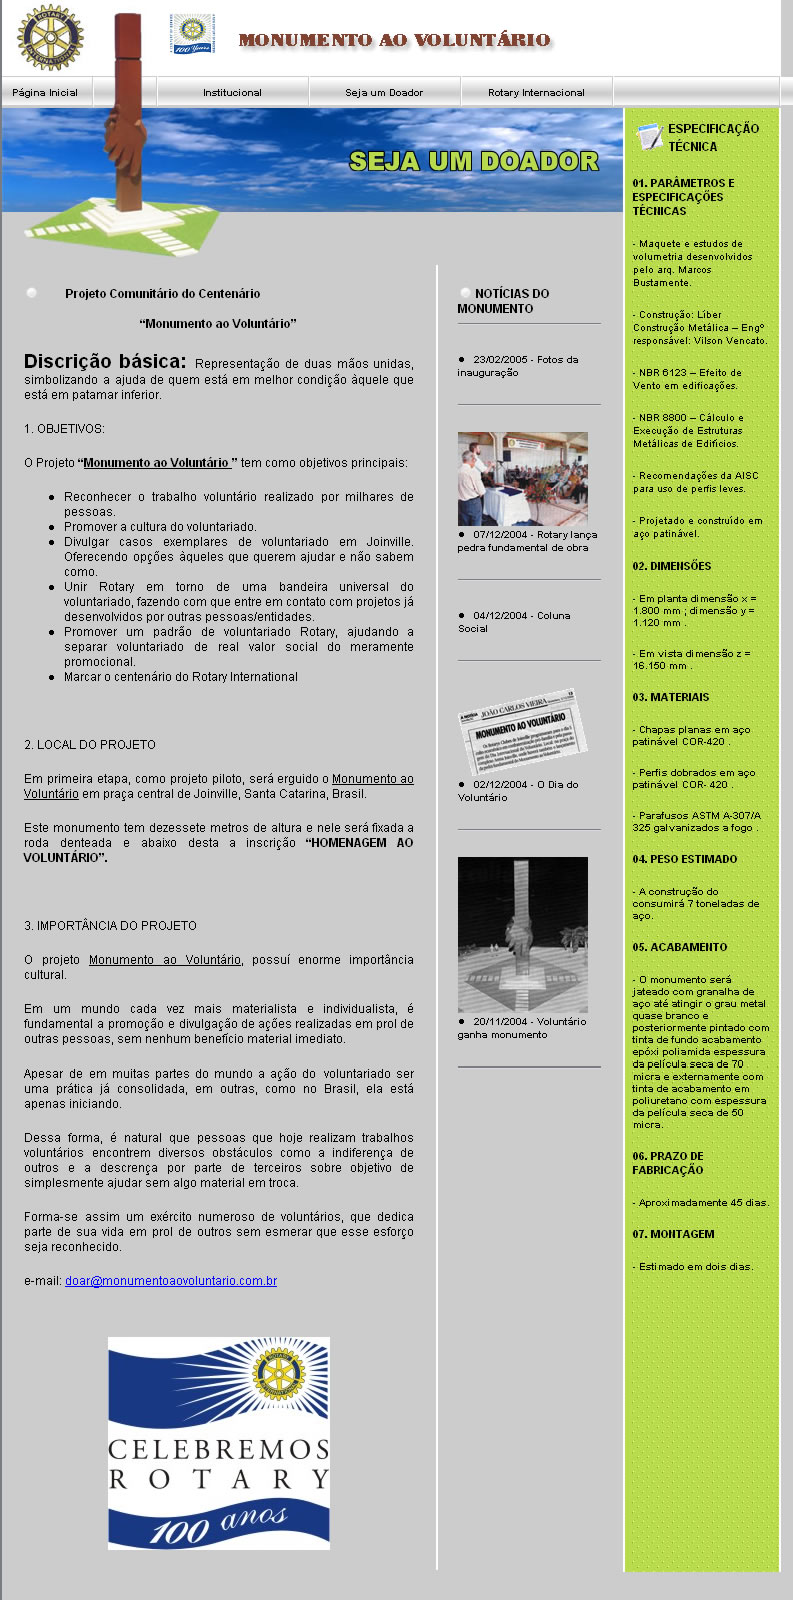 ROTARY INTERNATIONAL
100 Years
MONUMENTO AO VOLUNTÁRIO
Página Inicial
Institucional
Seja um Doador
Rotary Internacional
SEJA UM DOADOR
Projeto Comunitário do Centenário
“Monumento ao Voluntário”
Discrição básica: Representação de duas mãos unidas,
simbolizando a ajuda de quem está em melhor condição àquele que
está em patamar inferior.
1. OBJETIVOS:
O Projeto “Monumento ao Voluntário ” tem como objetivos principais:
● Reconhecer o trabalho voluntário realizado por milhares de
pessoas.
● Promover a cultura do voluntariado.
● Divulgar casos exemplares de voluntariado em Joinville.
Oferecendo opções àqueles que querem ajudar e não sabem
como.
● Unir Rotary em torno de uma bandeira universal do
voluntariado, fazendo com que entre em contato com projetos já
desenvolvidos por outras pessoas/entidades.
● Promover um padrão de voluntariado Rotary, ajudando a
separar voluntariado de real valor social do meramente
promocional.
● Marcar o centenário do Rotary International
2. LOCAL DO PROJETO
Em primeira etapa, como projeto piloto, será erguido o Monumento ao
Voluntário em praça central de Joinville, Santa Catarina, Brasil.
Este monumento tem dezessete metros de altura e nele será fixada a
roda denteada e abaixo desta a inscrição “HOMENAGEM AO
VOLUNTÁRIO”.
3. IMPORTÂNCIA DO PROJETO
O projeto Monumento ao Voluntário, possuí enorme importância
cultural.
Em um mundo cada vez mais materialista e individualista, é
fundamental a promoção e divulgação de ações realizadas em prol de
outras pessoas, sem nenhum benefício material imediato.
Apesar de em muitas partes do mundo a ação do voluntariado ser
uma prática já consolidada, em outras, como no Brasil, ela está
apenas iniciando.
Dessa forma, é natural que pessoas que hoje realizam trabalhos
voluntários encontrem diversos obstáculos como a indiferença de
outros e a descrença por parte de terceiros sobre objetivo de
simplesmente ajudar sem algo material em troca.
Forma-se assim um exército numeroso de voluntários, que dedica
parte de sua vida em prol de outros sem esmerar que esse esforço
seja reconhecido.
e-mail: doar@monumentoaovoluntario.com.br
ROTARY INTERNATIONAL
CELEBREMOS
ROTARY
100 anos
NOTÍCIAS DO
MONUMENTO
● 23/02/2005 - Fotos da
inauguração
● 07/12/2004 - Rotary lança
pedra fundamental de obra
● 04/12/2004 - Coluna
Social
A NOTÍCIA JOÃO CARLOS VIEIRA
MONUMENTO AO VOLUNTÁRIO
● 02/12/2004 - O Dia do
Voluntário
● 20/11/2004 - Voluntário
ganha monumento
ESPECIFICAÇÃO
TÉCNICA
01. PARÂMETROS E
ESPECIFICAÇÕES
TÉCNICAS
- Maquete e estudos de
volumetria desenvolvidos
pelo arq. Marcos
Bustamente.
- Construção: Líber
Construção Metálica – Engº
responsável: Vilson Vencato.
- NBR 6123 – Efeito de
Vento em edificações.
- NBR 8800 – Cálculo e
Execução de Estruturas
Metálicas de Edifícios.
- Recomendações da AISC
para uso de perfis leves.
- Projetado e construído em
aço patinável.
02. DIMENSÕES
- Em planta dimensão x =
1.800 mm ; dimensão y =
1.120 mm .
- Em vista dimensão z =
16.150 mm .
03. MATERIAIS
- Chapas planas em aço
patinável COR-420 .
- Perfis dobrados em aço
patinável COR- 420 .
- Parafusos ASTM A-307/A
325 galvanizados a fogo .
04. PESO ESTIMADO
- A construção do
consumirá 7 toneladas de
aço.
05. ACABAMENTO
- O monumento será
jateado com granalha de
aço até atingir o grau metal
quase branco e
posteriormente pintado com
tinta de fundo acabamento
epóxi poliamida espessura
da película seca de 70
micra e externamente com
tinta de acabamento em
poliuretano com espessura
da película seca de 50
micra.
06. PRAZO DE
FABRICAÇÃO
- Aproximadamente 45 dias.
07. MONTAGEM
- Estimado em dois dias.